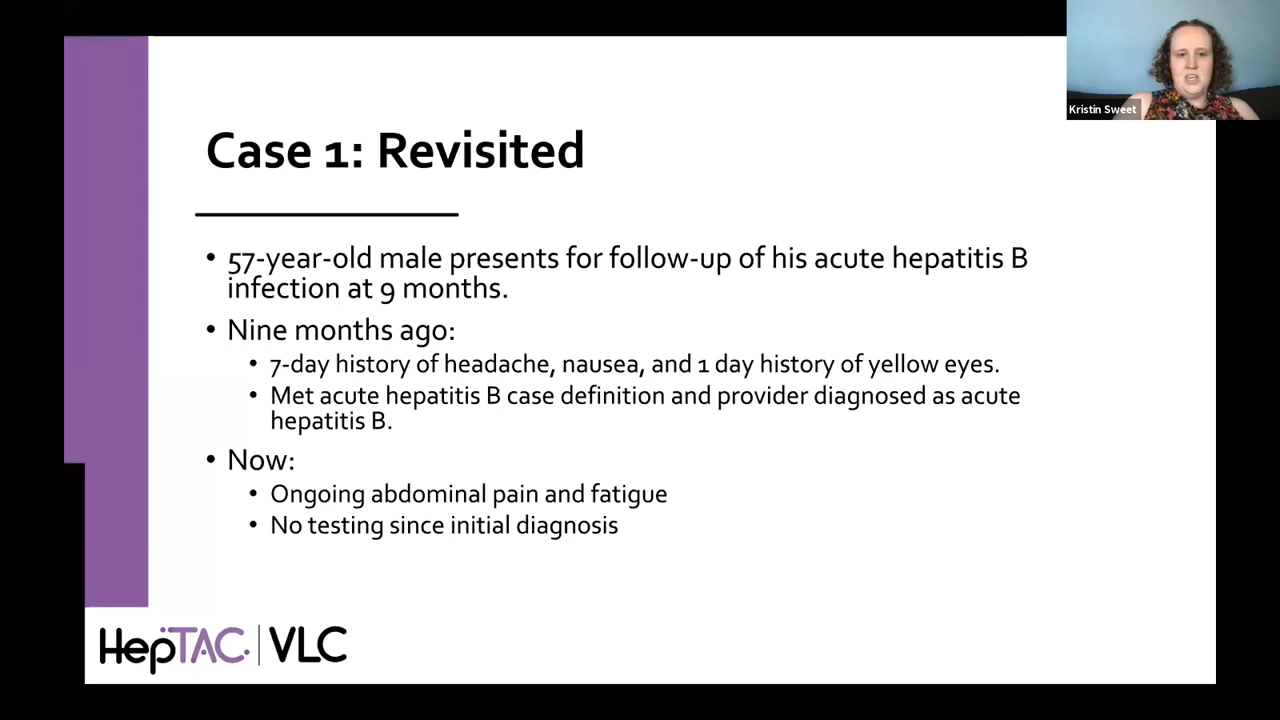 Kristin Sweet
Case 1: Revisited
• 57-year-old male presents for follow-up of his acute hepatitis B
infection at 9 months.
• Nine months ago:
• 7-day history of headache, nausea, and 1 day history of yellow eyes.
• Met acute hepatitis B case definition and provider diagnosed as acute
hepatitis B.
• Now:
• Ongoing abdominal pain and fatigue
• No testing since initial diagnosis
HepTAC | VLC